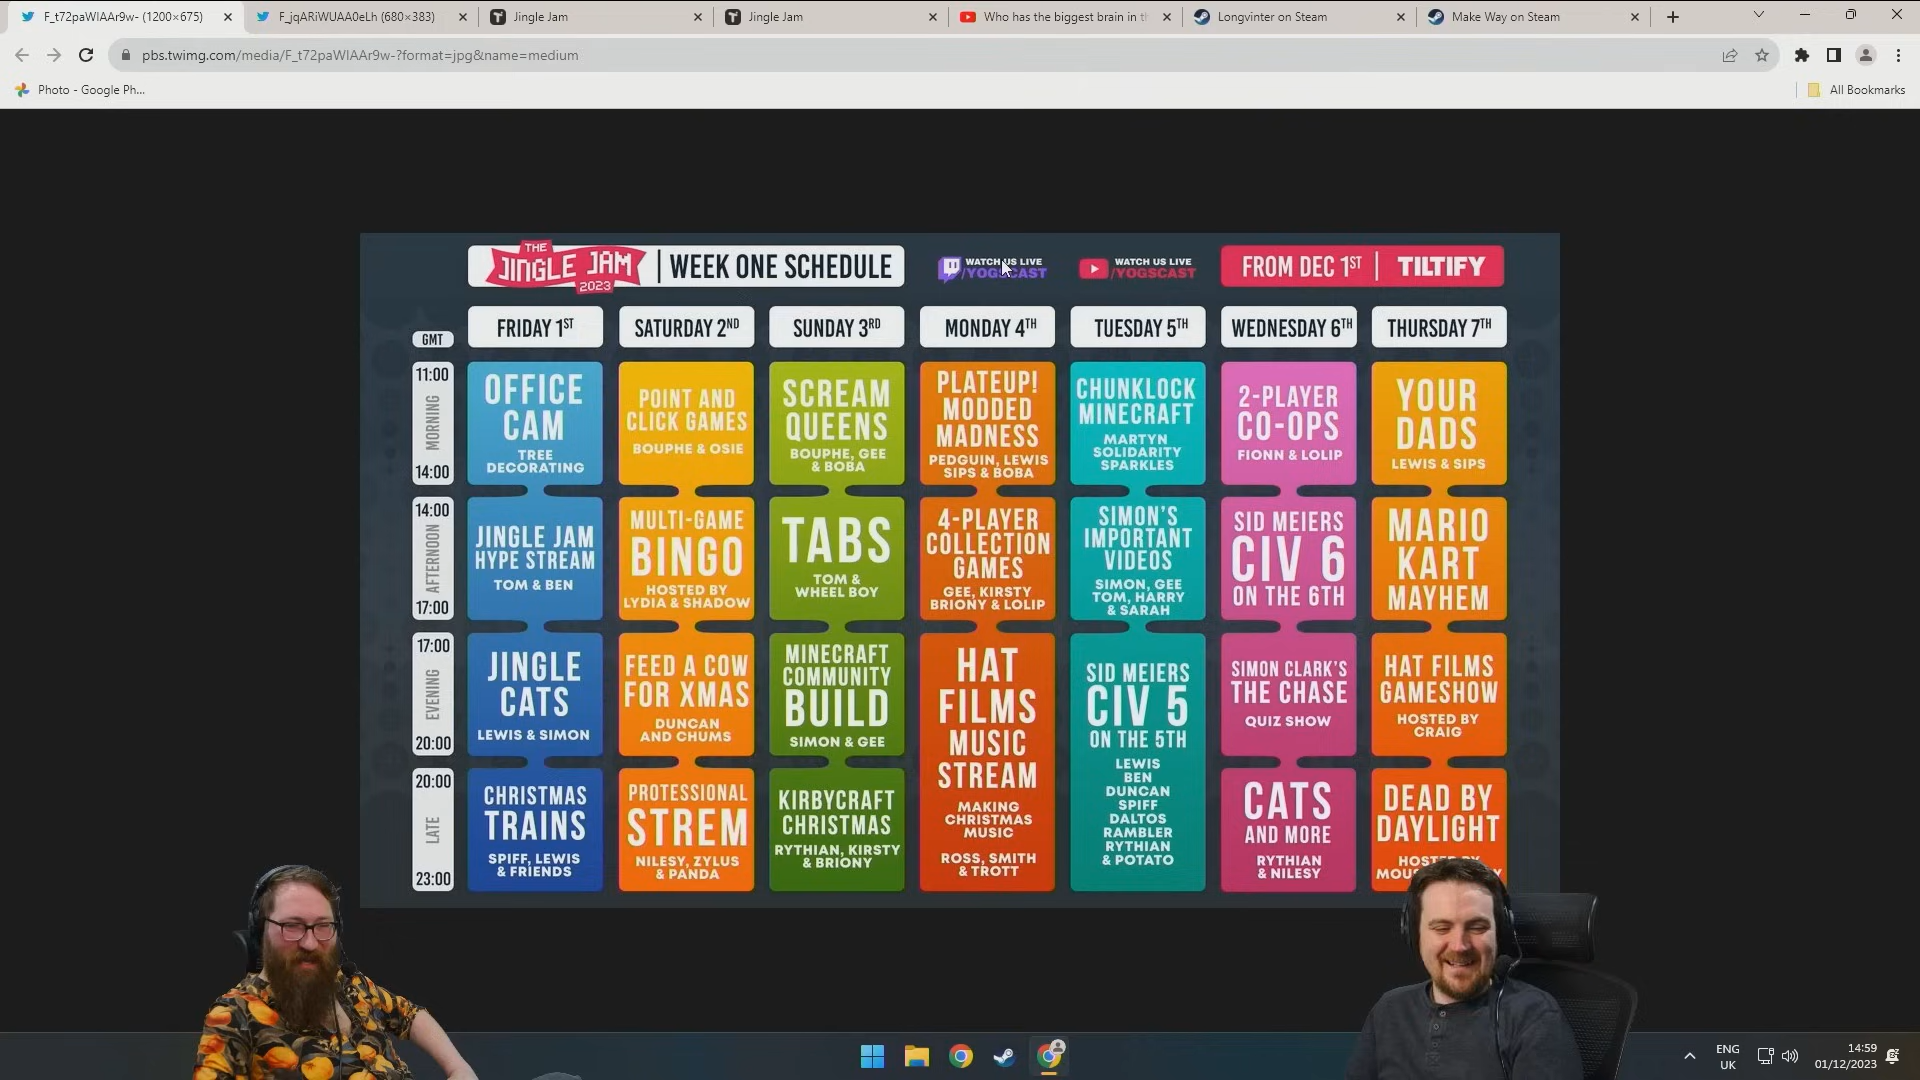 F_t72paWIAAr9w- (1200×675)
F_jqARiWUAA0eLh (680×383)
Jingle Jam
Jingle Jam
Who has the biggest brain in th
Longvinter on Steam
Make Way on Steam
pbs.twimg.com/media/F_t72paWIAAr9w-?format=jpg&name=medium
Photo - Google Ph...
All Bookmarks
THE
JINGLE JAM
2023
WEEK ONE SCHEDULE
WATCH US LIVE
/YOGSCAST
WATCH US LIVE
/YOGSCAST
FROM DEC 1ST | TILTIFY
GMT
FRIDAY 1ST
SATURDAY 2ND
SUNDAY 3RD
MONDAY 4TH
TUESDAY 5TH
WEDNESDAY 6TH
THURSDAY 7TH
11:00
MORNING
14:00
OFFICE
CAM
TREE
DECORATING
POINT AND
CLICK GAMES
BOUPHE & OSIE
SCREAM
QUEENS
BOUPHE, GEE
& BOBA
PLATEUP!
MODDED
MADNESS
PEDGUIN, LEWIS
SIPS & BOBA
CHUNKLOCK
MINECRAFT
MARTYN
SOLIDARITY
SPARKLES
2-PLAYER
CO-OPS
FIONN & LOLIP
YOUR
DADS
LEWIS & SIPS
14:00
AFTERNOON
17:00
JINGLE JAM
HYPE STREAM
TOM & BEN
MULTI-GAME
BINGO
HOSTED BY
LYDIA & SHADOW
TABS
TOM &
WHEEL BOY
4-PLAYER
COLLECTION
GAMES
GEE, KIRSTY
BRIONY & LOLIP
SIMON'S
IMPORTANT
VIDEOS
SIMON, GEE
TOM, HARRY
& SARAH
SID MEIERS
CIV 6
ON THE 6TH
MARIO
KART
MAYHEM
17:00
EVENING
20:00
JINGLE
CATS
LEWIS & SIMON
FEED A COW
FOR XMAS
DUNCAN
AND CHUMS
MINECRAFT
COMMUNITY
BUILD
SIMON & GEE
HAT
FILMS
MUSIC
STREAM
MAKING
CHRISTMAS
MUSIC
ROSS, SMITH
& TROTT
SID MEIERS
CIV 5
ON THE 5TH
LEWIS
BEN
DUNCAN
SPIFF
DALTOS
RAMBLER
RYTHIAN
& POTATO
SIMON CLARK'S
THE CHASE
QUIZ SHOW
HAT FILMS
GAMESHOW
HOSTED BY
CRAIG
20:00
LATE
23:00
CHRISTMAS
TRAINS
SPIFF, LEWIS
& FRIENDS
PROTESSIONAL
STREM
NILESY, ZYLUS
& PANDA
KIRBYCRAFT
CHRISTMAS
RYTHIAN, KIRSTY
& BRIONY
CATS
AND MORE
RYTHIAN
& NILESY
DEAD BY
DAYLIGHT
HOSTED BY
ENG
UK
14:59
01/12/2023